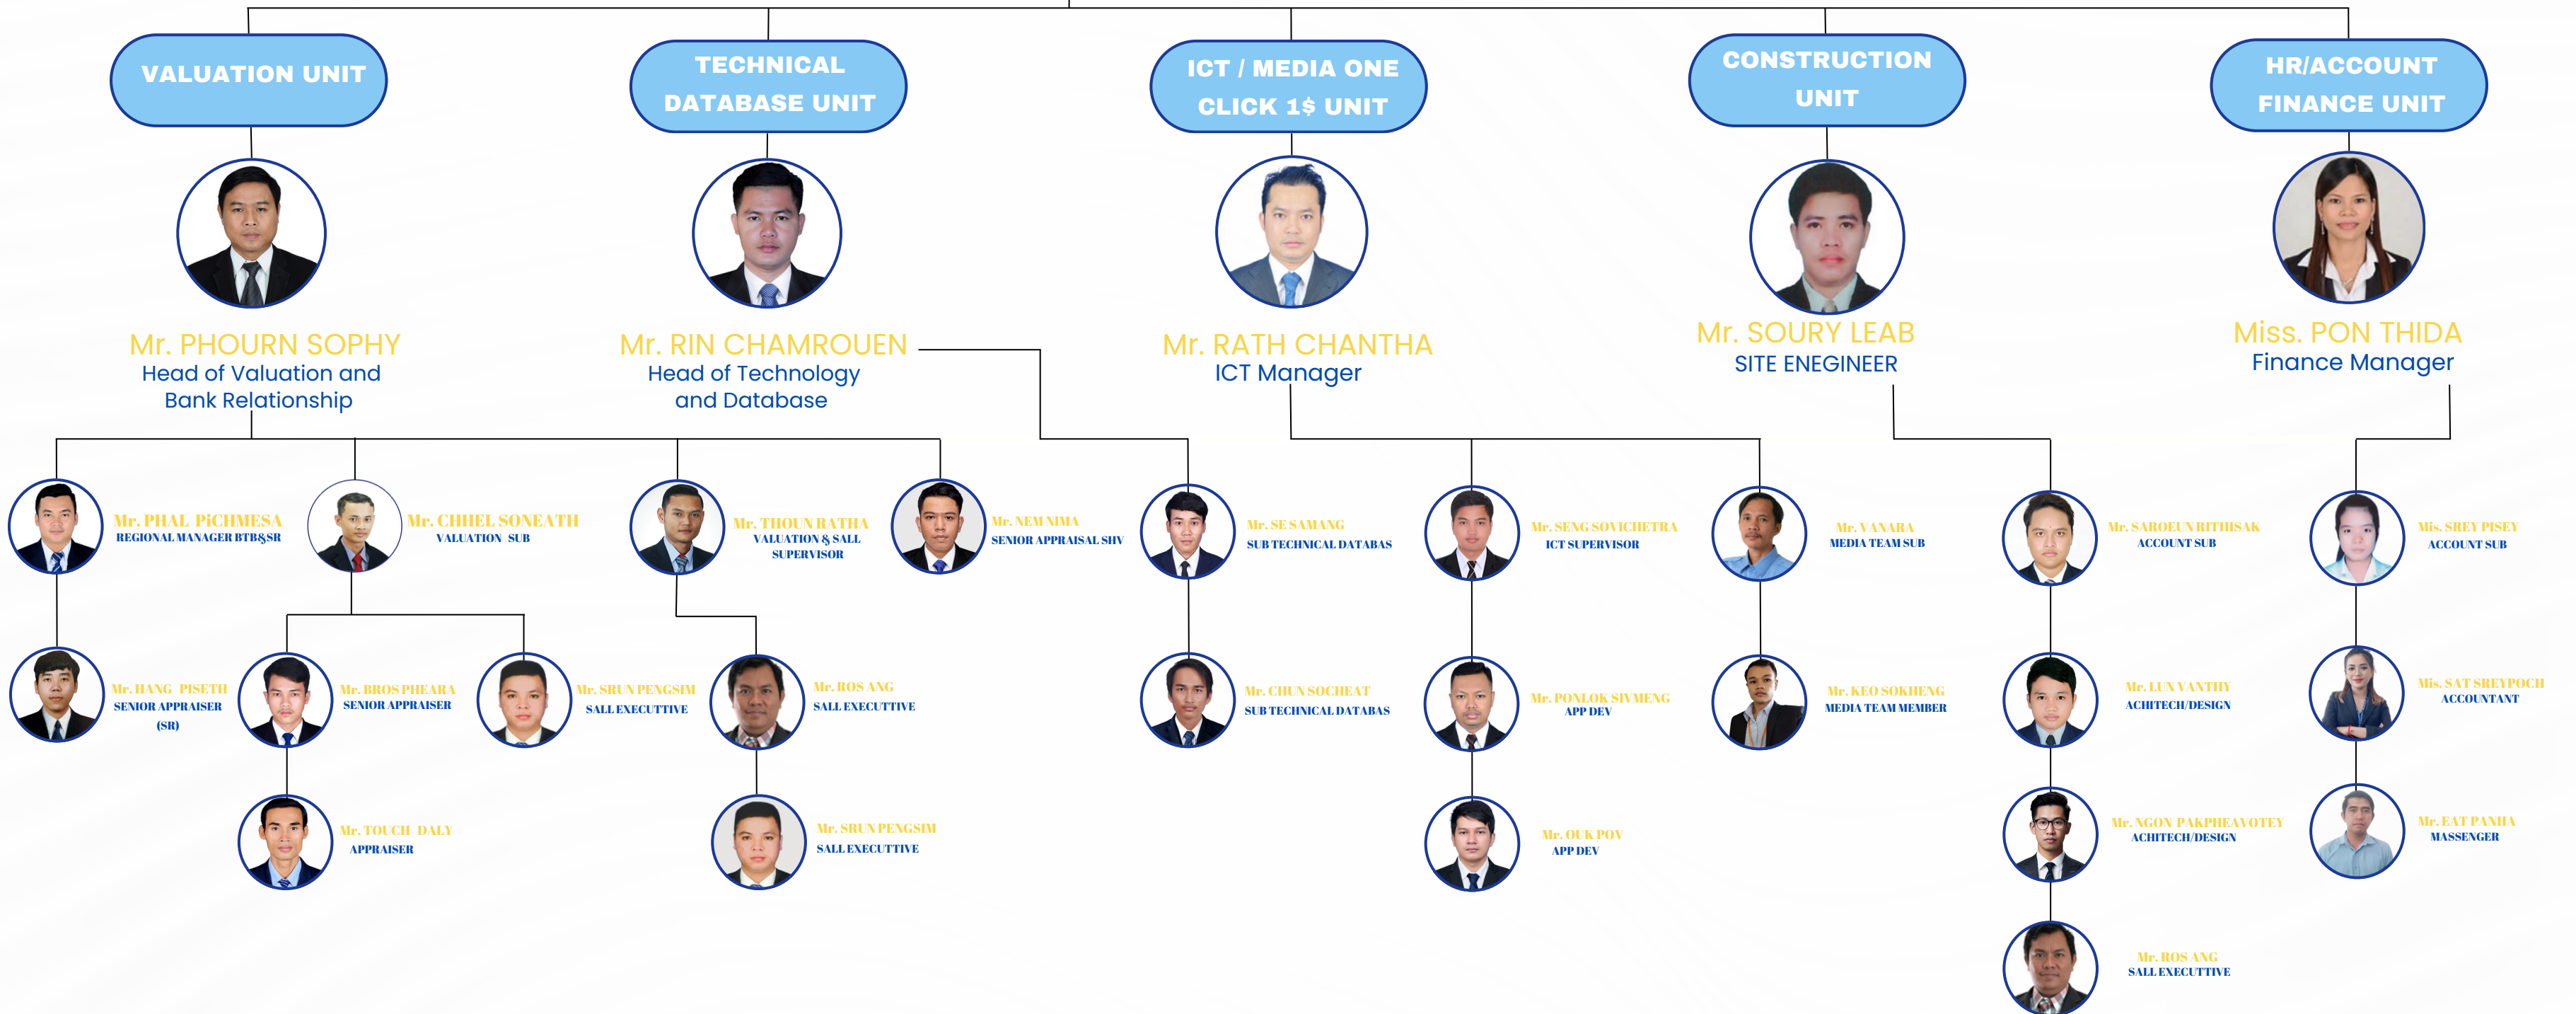 VALUATION UNIT
TECHNICAL
DATABASE UNIT
ICT / MEDIA ONE
CLICK 1$ UNIT
CONSTRUCTION
UNIT
HR/ACCOUNT
FINANCE UNIT
Mr. PHOURN SOPHY
Head of Valuation and
Bank Relationship
Mr. RIN CHAMROUEN
Head of Technology
and Database
Mr. RATH CHANTHA
ICT Manager
Mr. SOURY LEAB
SITE ENEGINEER
Miss. PON THIDA
Finance Manager
Mr. PHAL PiCHMESA
REGIONAL MANAGER BTB&SR
Mr. CHHEL SONEATH
VALUATION SUB
Mr. THOUN RATHA
VALUATION & SALL
SUPERVISOR
Mr. NEM NIMA
SENIOR APPRAISAL SHV
Mr. SE SAMANG
SUB TECHNICAL DATABAS
Mr. SENG SOVICHETRA
ICT SUPERVISOR
Mr. VANARA
MEDIA TEAM SUB
Mr. SAROEUN RITHISAK
ACCOUNT SUB
Mis. SREY PISEY
ACCOUNT SUB
Mr. HANG PISETH
SENIOR APPRAISER
(SR)
Mr. BROS PHEARA
SENIOR APPRAISER
Mr. SRUN PENGSIM
SALL EXECUTTIVE
Mr. ROS ANG
SALL EXECUTTIVE
Mr. CHUN SOCHEAT
SUB TECHNICAL DATABAS
Mr. PONLOK SIVMENG
APP DEV
Mr. KEO SOKHENG
MEDIA TEAM MEMBER
Mr. LUN VANTHY
ACHITECH/DESIGN
Mis. SAT SREYPOCH
ACCOUNTANT
Mr. TOUCH DALY
APPRAISER
Mr. SRUN PENGSIM
SALL EXECUTTIVE
Mr. OUK POV
APP DEV
Mr. NGON PAKPHEAVOTEY
ACHITECH/DESIGN
Mr. EAT PANHA
MASSENGER
Mr. ROS ANG
SALL EXECUTTIVE